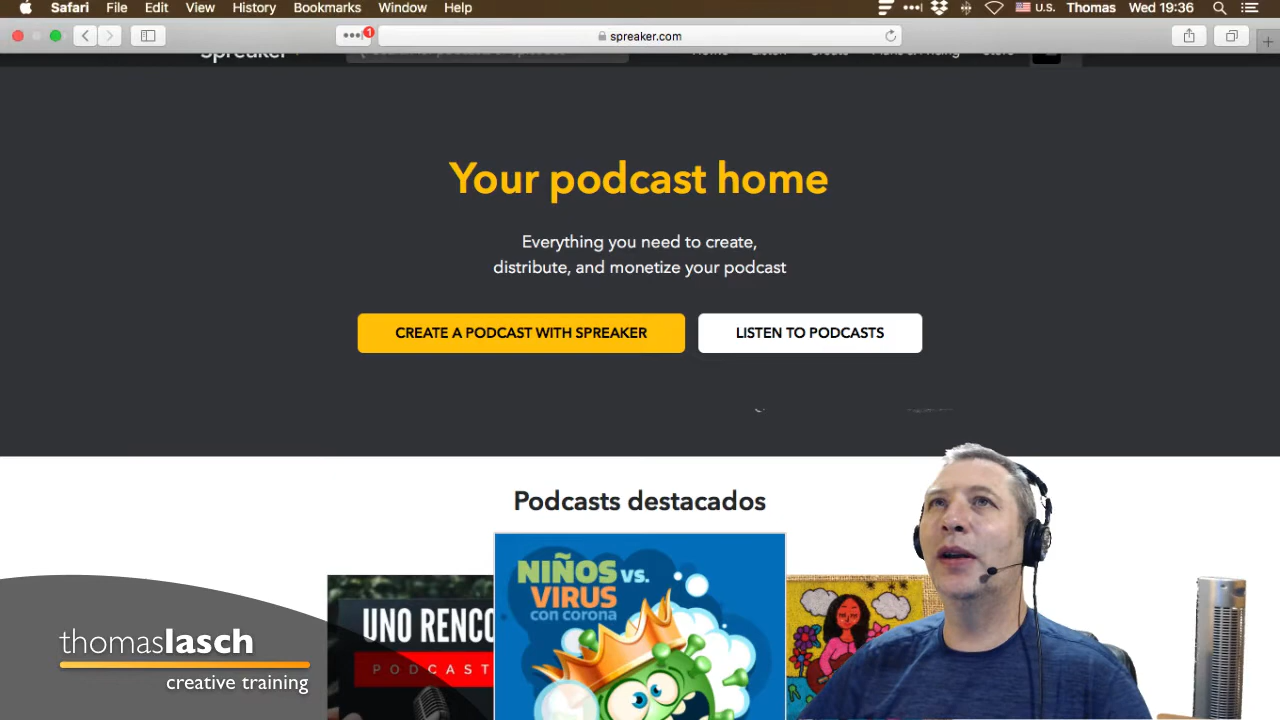 Safari File Edit View History Bookmarks Window Help U.S. Thomas Wed 19:36
1
spreaker.com
Spreaker
Your podcast home
Everything you need to create,
distribute, and monetize your podcast
CREATE A PODCAST WITH SPREAKER
LISTEN TO PODCASTS
Podcasts destacados
NIÑOS vs.
VIRUS
con corona
UNO RENCO
PODCAST
thomaslasch
creative training